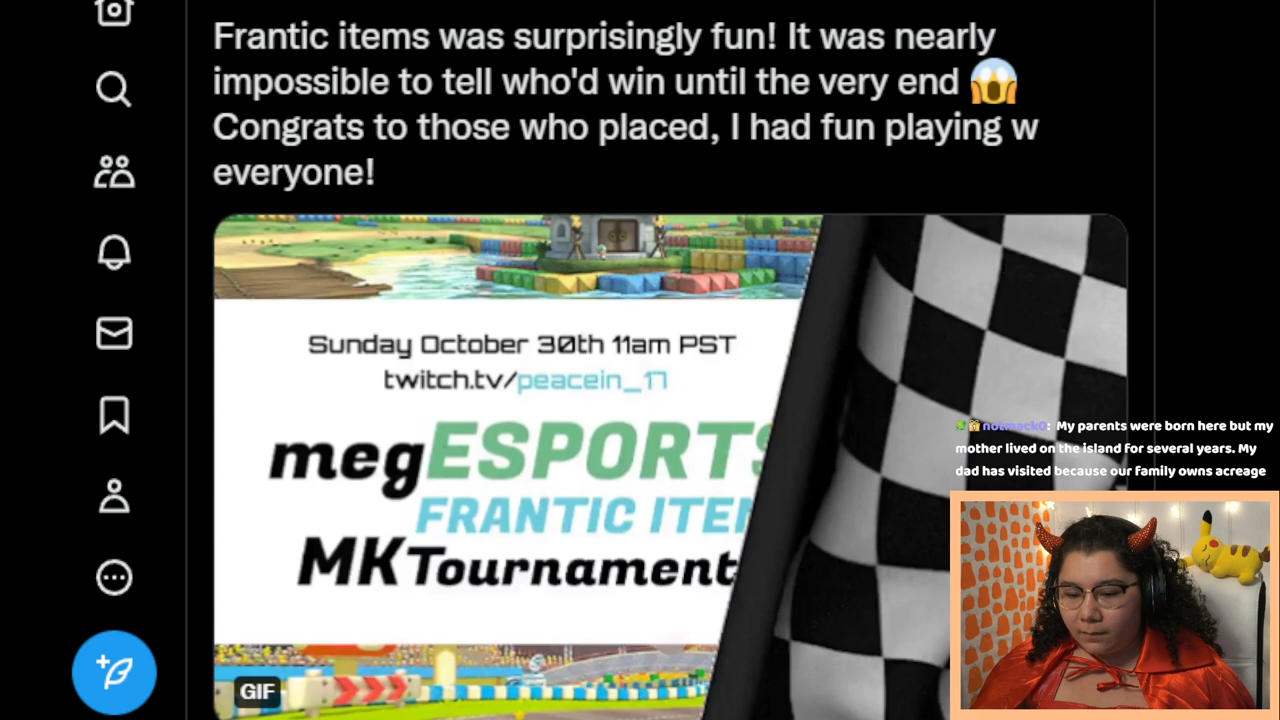 Frantic items was surprisingly fun! It was nearly
impossible to tell who'd win until the very end 😱
Congrats to those who placed, I had fun playing w
everyone!
Sunday October 30th 11am PST
twitch.tv/peacein_17
megESPORTS
FRANTIC ITEM
MKTournament
GIF
notmack0: My parents were born here but my
mother lived on the island for several years. My
dad has visited because our family owns acreage